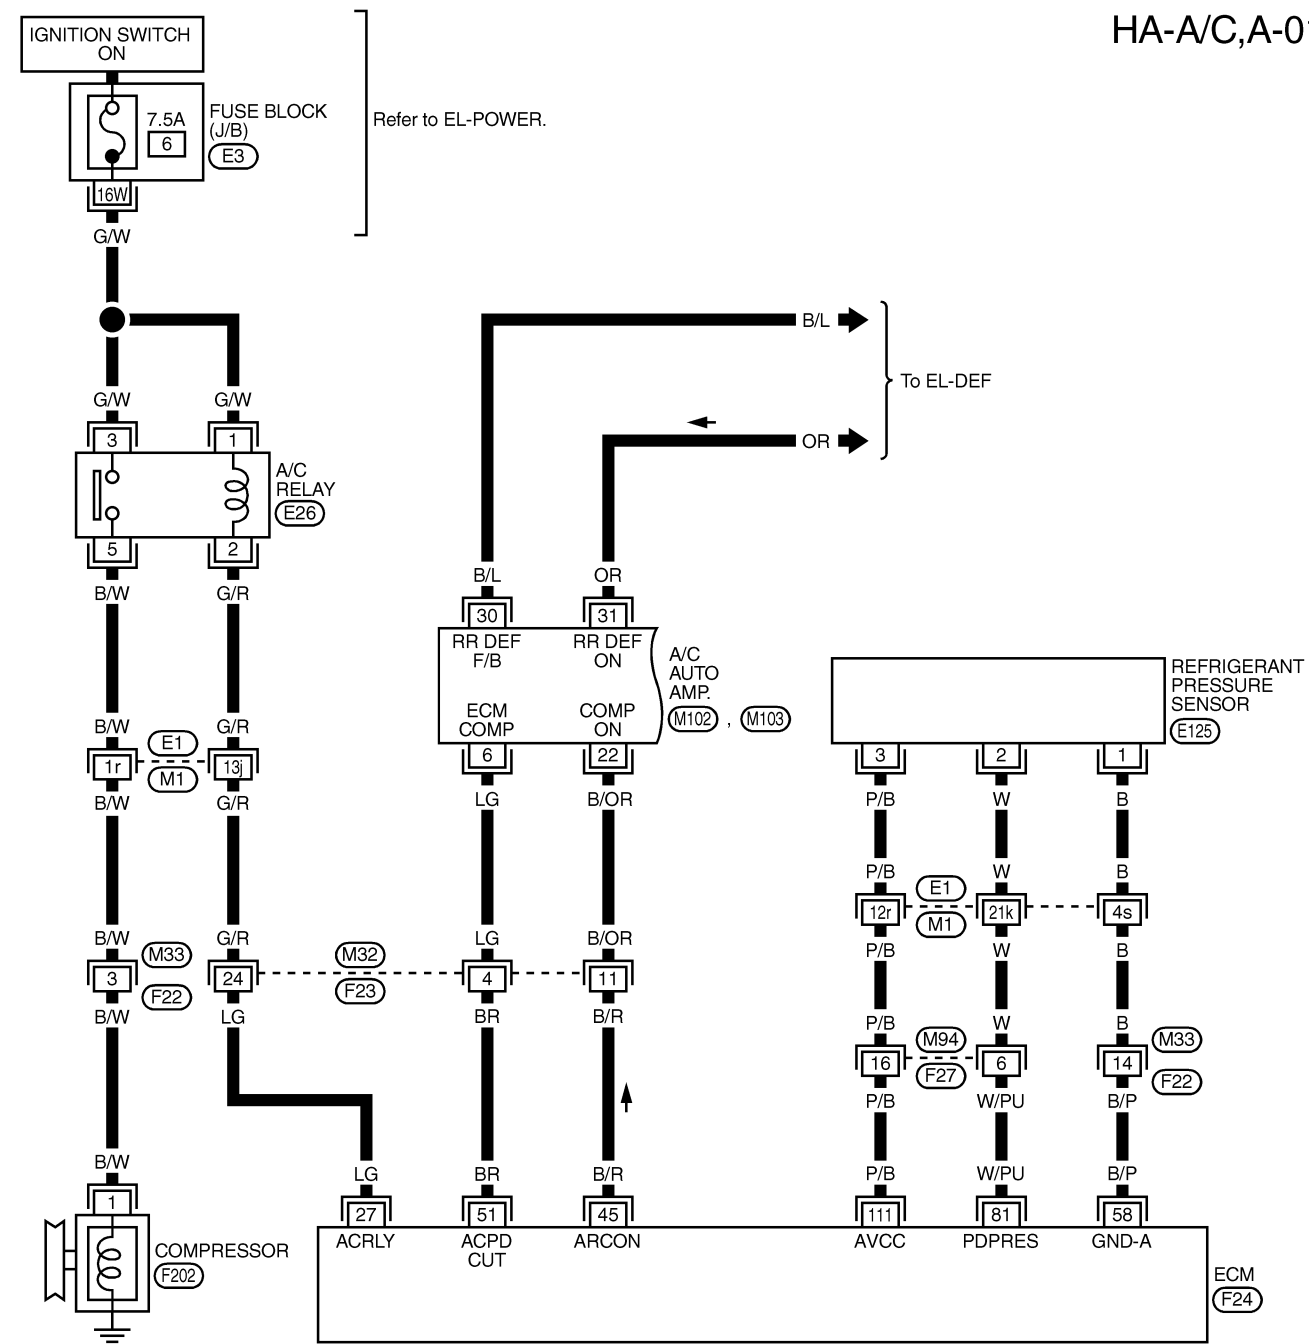 HA-A/C,A-01
IGNITION SWITCH
ON
7.5A
6
FUSE BLOCK
(J/B)
E3
Refer to EL-POWER.
16W
G/W
B/L
To EL-DEF
OR
G/W G/W
3 1
A/C
RELAY
E26
5 2
B/W G/R
B/L OR
30 31
RR DEF RR DEF
F/B ON
ECM COMP
COMP ON
A/C
AUTO
AMP.
M102 , M103
6 22
REFRIGERANT
PRESSURE
SENSOR
E125
3 2 1
B/W G/R
E1
1r 13j
M1
B/W G/R
LG B/OR
P/B W B
P/B W B
E1
12r 21k 4s
M1
P/B W B
B/W G/R LG B/OR
M33 M32
3 24 4 11
F22 F23
B/W LG BR B/R
P/B W B
M94 M33
16 6 14
F27 F22
P/B W/PU B/P
B/W LG BR B/R P/B W/PU B/P
1
27 51 45 111 81 58
ACRLY ACPD ARCON AVCC PDPRES GND-A
CUT
COMPRESSOR
F202
ECM
F24